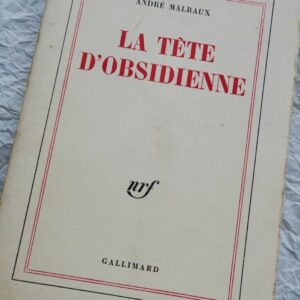 ANDRÉ MALRAUX
LA TÊTE
D'OBSIDIENNE
nrf
GALLIMARD